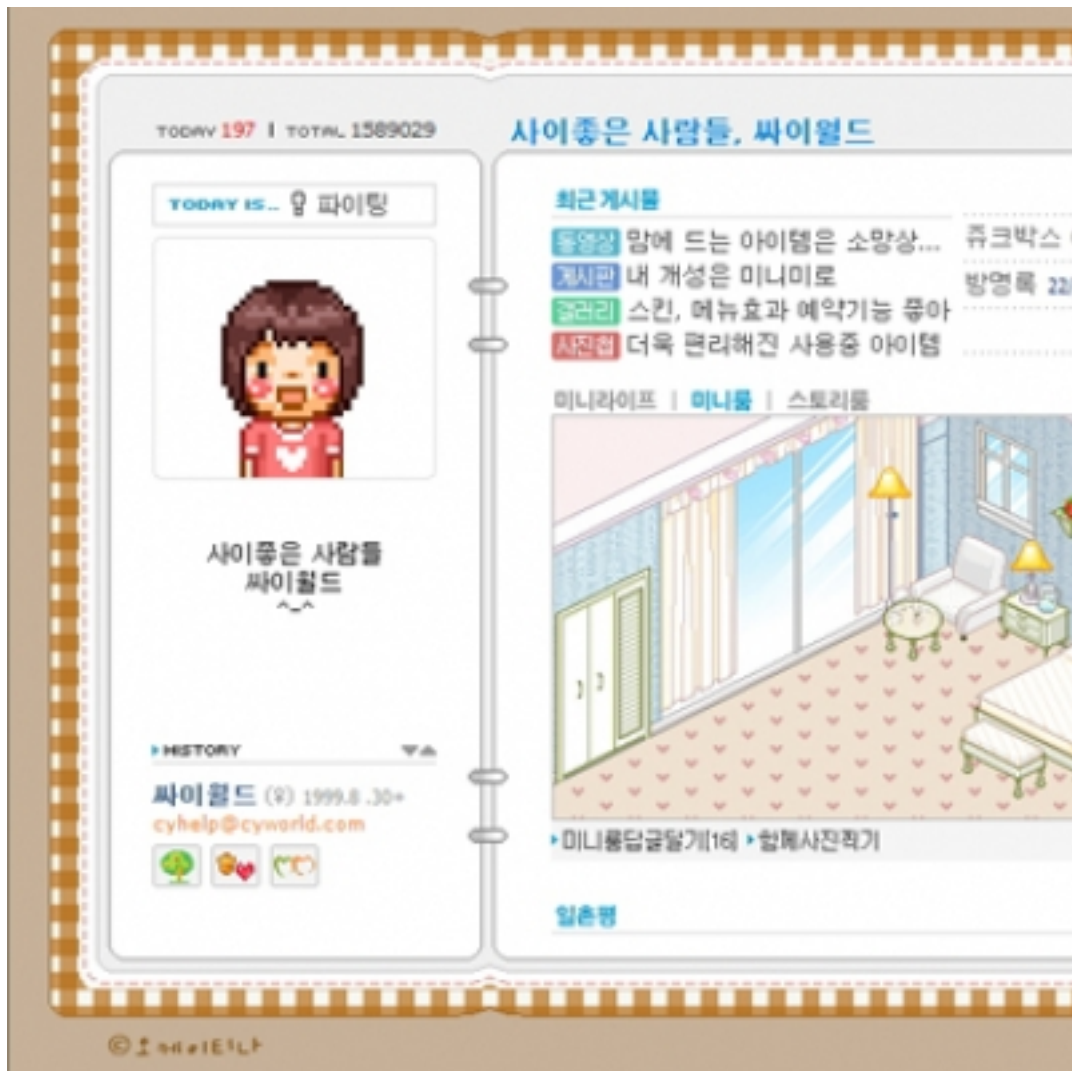 TODAY 197 | TOTAL 1589029
사이좋은 사람들, 싸이월드
TODAY IS.. 파이팅
사이좋은 사람들
싸이월드
^_^
HISTORY
싸이월드 (♀) 1999.8 .30*
cyhelp@cyworld.com
최근게시물
동영상 맘에 드는 아이템은 소망상...
게시판 내 개성은 미니미로
갤러리 스킨, 메뉴효과 예약기능 좋아
사진첩 더욱 편리해진 사용중 아이템
쥬크박스
방명록 22
미니라이프 | 미니룸 | 스토리룸
미니룸답글달기[16] 함께사진찍기
일촌평